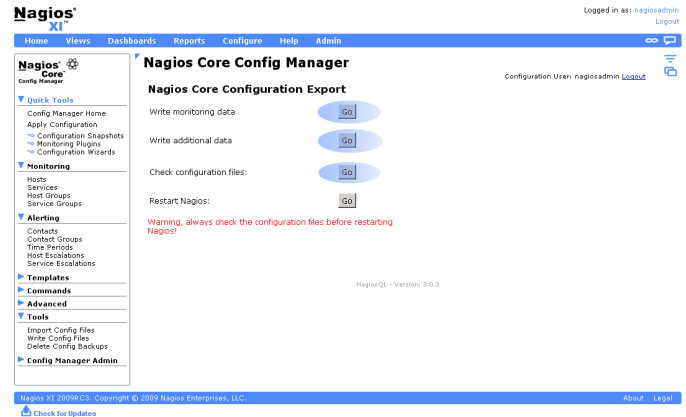 Nagios®
XI™
Logged in as: nagiosadmin
Logout
Home Views Dashboards Reports Configure Help Admin
Nagios®
Core™
Config Manager
Quick Tools
Config Manager Home
Apply Configuration
Configuration Snapshots
Monitoring Plugins
Configuration Wizards
Monitoring
Hosts
Services
Host Groups
Service Groups
Alerting
Contacts
Contact Groups
Time Periods
Host Escalations
Service Escalations
Templates
Commands
Advanced
Tools
Import Config Files
Write Config Files
Delete Config Backups
Config Manager Admin
Nagios Core Config Manager
Configuration User: nagiosadmin Logout
Nagios Core Configuration Export
Write monitoring data Go
Write additional data Go
Check configuration files: Go
Restart Nagios: Go
Warning, always check the configuration files before restarting
Nagios!
NagiosQL - Version: 3.0.3
Nagios XI 2009RC3. Copyright © 2009 Nagios Enterprises, LLC.
About Legal
Check for Updates